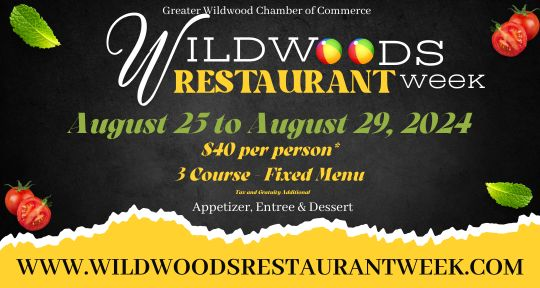 Greater Wildwood Chamber of Commerce
WILDWOODS
RESTAURANT week
August 25 to August 29, 2024
$40 per person*
3 Course - Fixed Menu
Tax and Gratuity Additional
Appetizer, Entree & Dessert
WWW.WILDWOODSRESTAURANTWEEK.COM